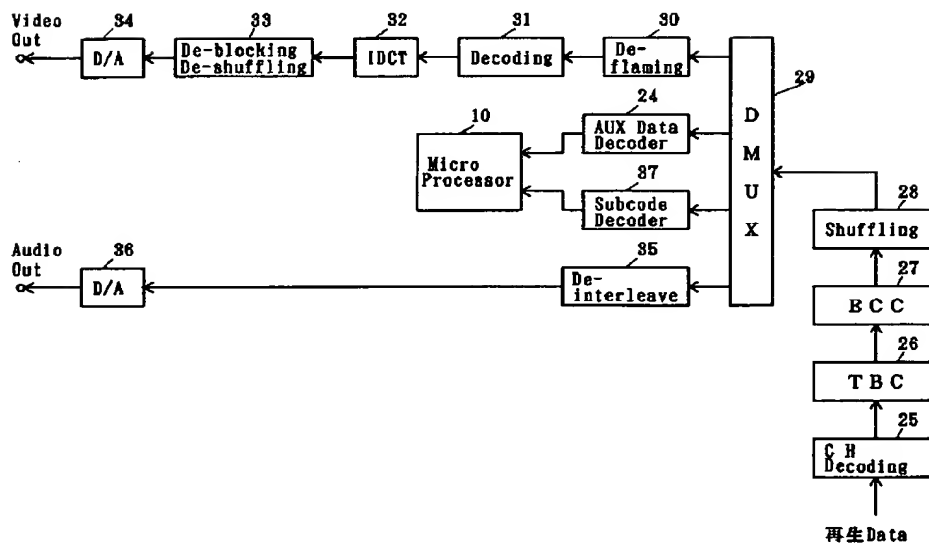 Video
Out
34
D/A
33
De-blocking
De-shuffling
32
IDCT
31
Decoding
30
De-
flaming
29
D
M
U
X
24
AUX Data
Decoder
10
Micro
Processor
37
Subcode
Decoder
28
Shuffling
27
ECC
26
TBC
25
CH
Decoding
再生Data
Audio
Out
36
D/A
35
De-
interleave